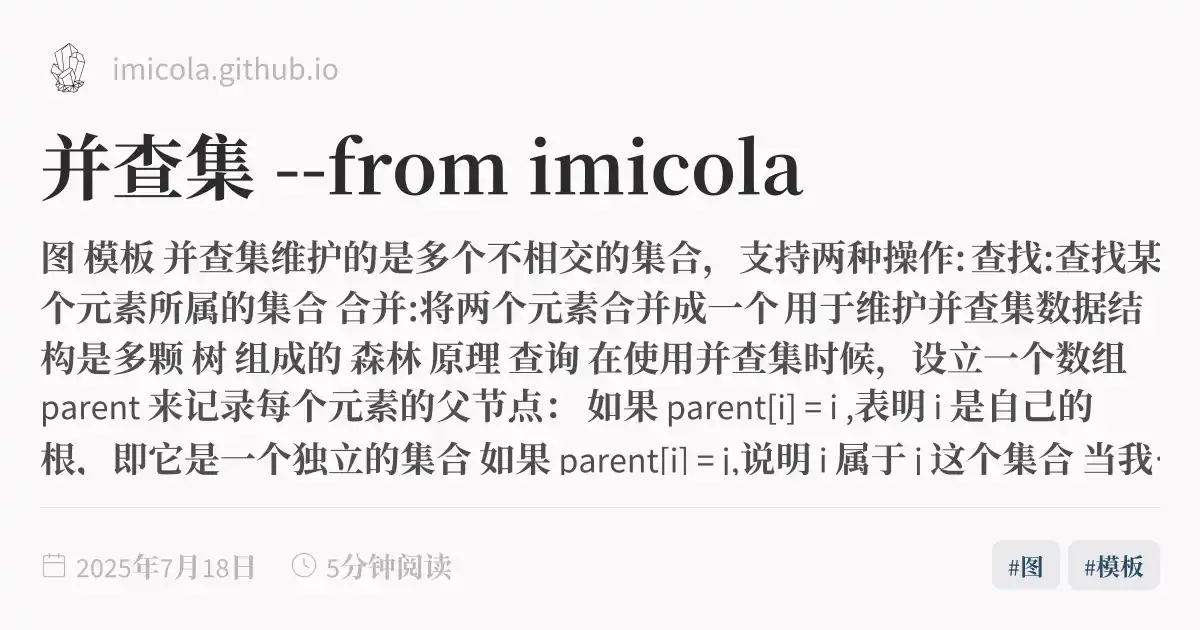 imicola.github.io
并查集 --from imicola
图 模板 并查集维护的是多个不相交的集合，支持两种操作: 查找:查找某
个元素所属的集合 合并:将两个元素合并成一个 用于维护并查集数据结
构是多颗 树 组成的 森林 原理 查询 在使用并查集时候，设立一个数组
parent 来记录每个元素的父节点： 如果 parent[i] = i ,表明 i 是自己的
根，即它是一个独立的集合 如果 parent[i] = j,说明 i 属于 j 这个集合 当我
2025年7月18日
5分钟阅读
#图
#模板